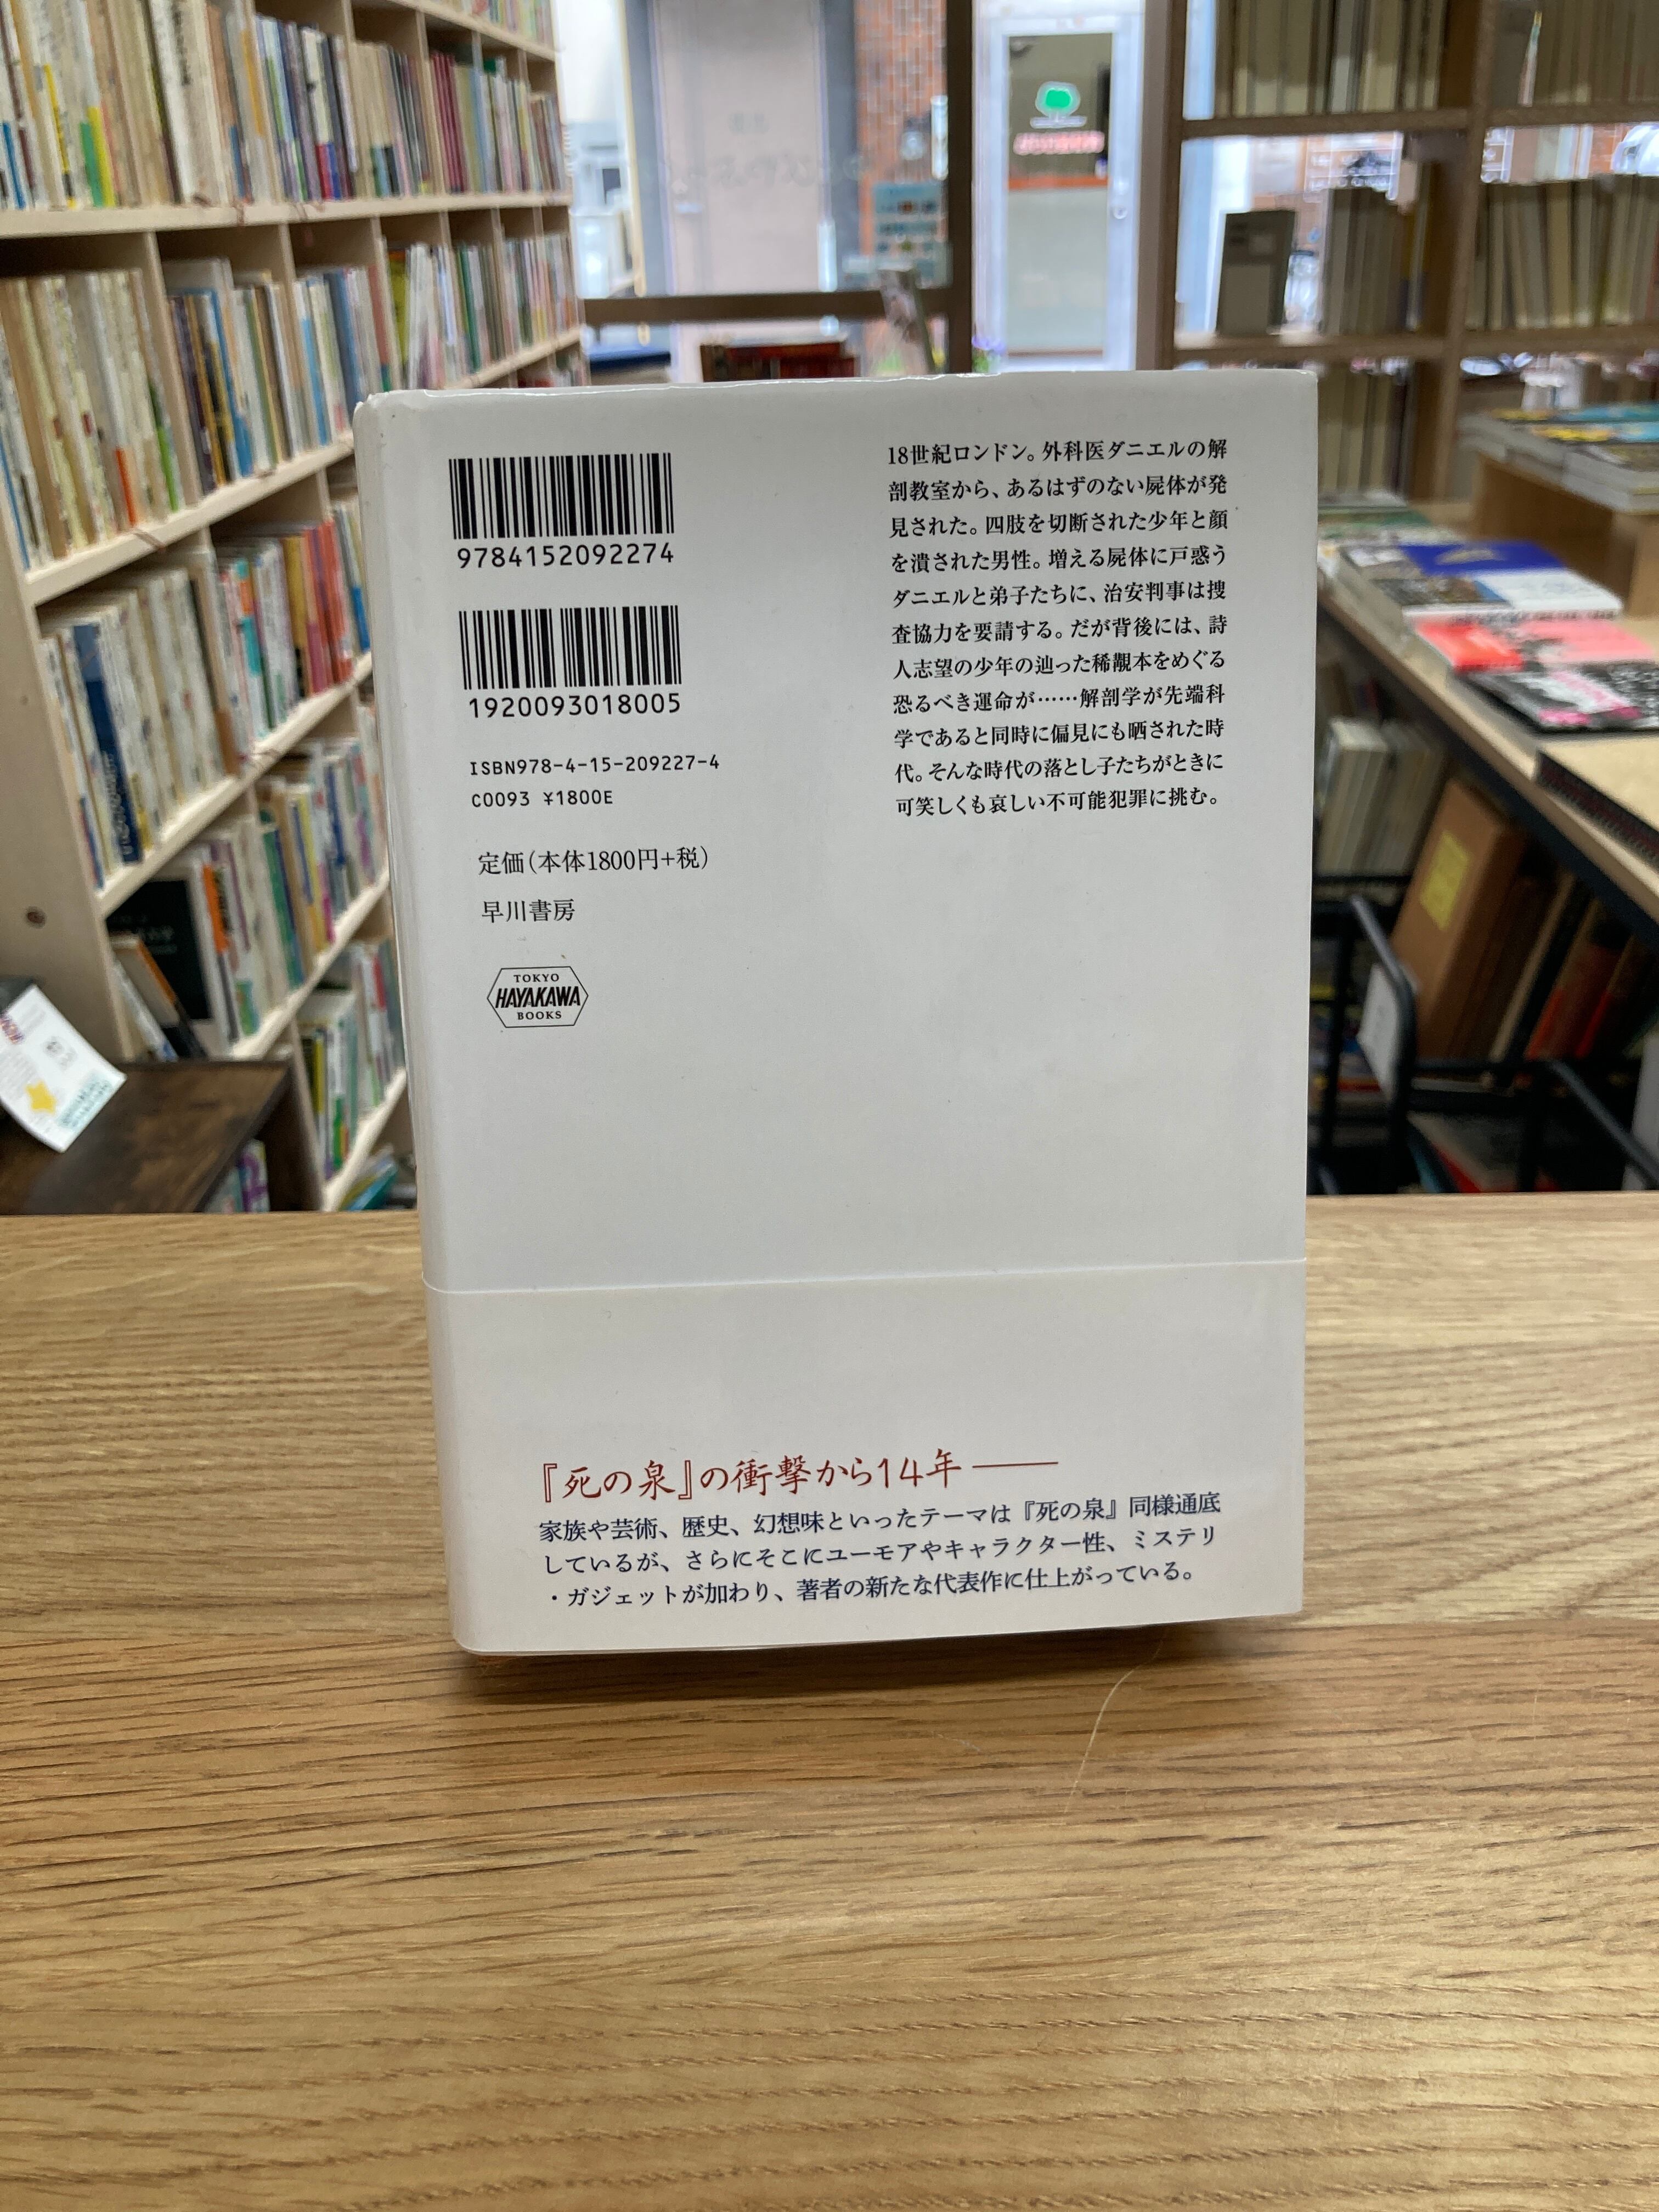 9784152092274
1920093018005
ISBN978-4-15-209227-4
C0093 ¥1800E
定価(本体1800円+税)
早川書房
TOKYO
HAYAKAWA
BOOKS
18世紀ロンドン。外科医ダニエルの解
剖教室から、あるはずのない屍体が発
見された。四肢を切断された少年と顔
を潰された男性。増える屍体に戸惑う
ダニエルと弟子たちに、治安判事は捜
査協力を要請する。だが背後には、詩
人志望の少年の辿った稀覯本をめぐる
恐るべき運命が……解剖学が先端科
学であると同時に偏見にも晒された時
代。そんな時代の落とし子たちがときに
可笑しくも哀しい不可能犯罪に挑む。
『死の泉』の衝撃から14年――
家族や芸術、歴史、幻想味といったテーマは『死の泉』同様通底
しているが、さらにそこにユーモアやキャラクター性、ミステリ
・ガジェットが加わり、著者の新たな代表作に仕上がっている。